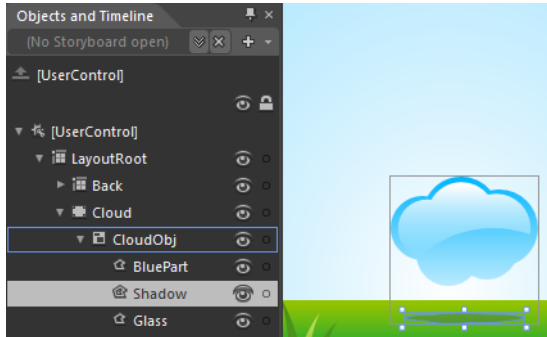 Objects and Timeline
(No Storyboard open)
[UserControl]
[UserControl]
LayoutRoot
Back
Cloud
CloudObj
BluePart
Shadow
Glass